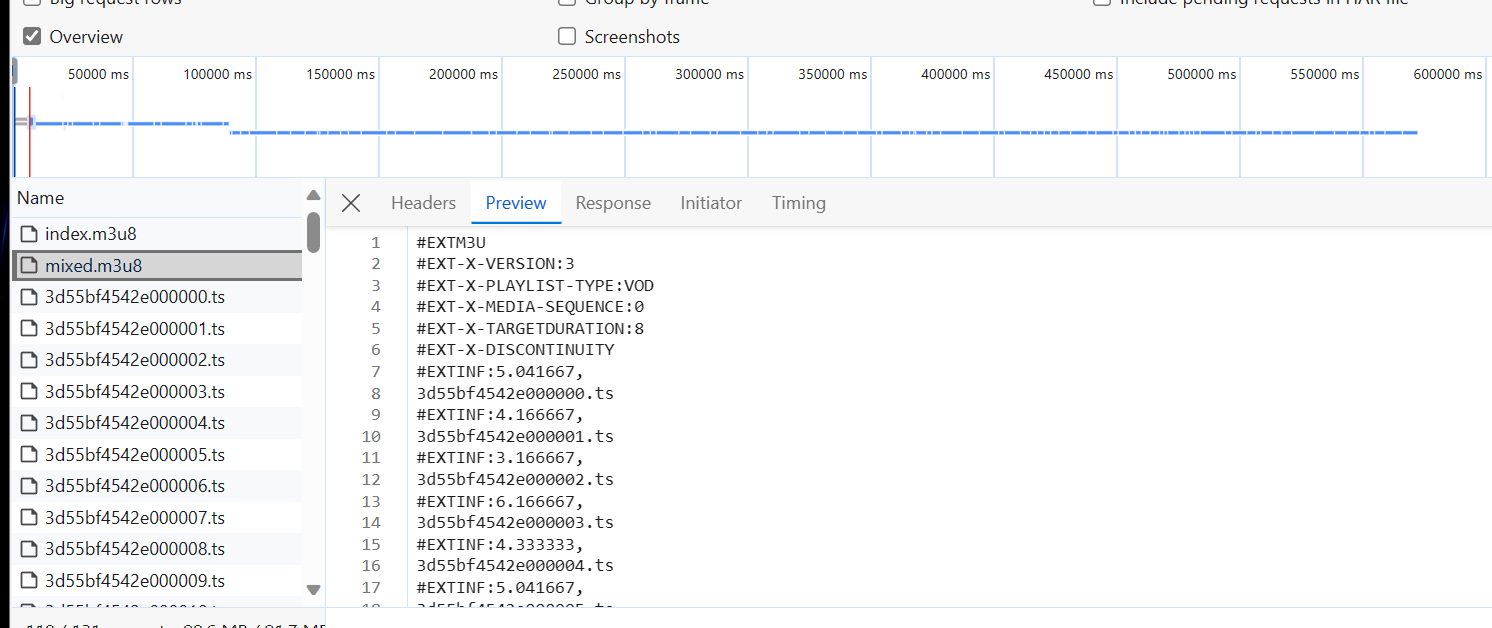 Big request rows
Group by frame
Include pending requests in HAR file
Overview
Screenshots
50000 ms
100000 ms
150000 ms
200000 ms
250000 ms
300000 ms
350000 ms
400000 ms
450000 ms
500000 ms
550000 ms
600000 ms
Name
Headers
Preview
Response
Initiator
Timing
index.m3u8
mixed.m3u8
3d55bf4542e000000.ts
3d55bf4542e000001.ts
3d55bf4542e000002.ts
3d55bf4542e000003.ts
3d55bf4542e000004.ts
3d55bf4542e000005.ts
3d55bf4542e000006.ts
3d55bf4542e000007.ts
3d55bf4542e000008.ts
3d55bf4542e000009.ts
1 #EXTM3U
2 #EXT-X-VERSION:3
3 #EXT-X-PLAYLIST-TYPE:VOD
4 #EXT-X-MEDIA-SEQUENCE:0
5 #EXT-X-TARGETDURATION:8
6 #EXT-X-DISCONTINUITY
7 #EXTINF:5.041667,
8 3d55bf4542e000000.ts
9 #EXTINF:4.166667,
10 3d55bf4542e000001.ts
11 #EXTINF:3.166667,
12 3d55bf4542e000002.ts
13 #EXTINF:6.166667,
14 3d55bf4542e000003.ts
15 #EXTINF:4.333333,
16 3d55bf4542e000004.ts
17 #EXTINF:5.041667,